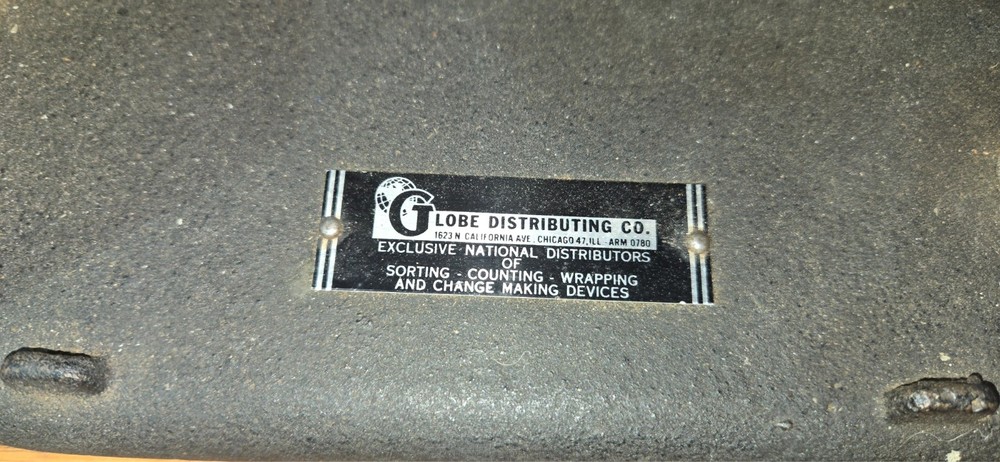 GLOBE DISTRIBUTING CO.
1623 N. CALIFORNIA AVE., CHICAGO 47, ILL. - ARM 0780
EXCLUSIVE NATIONAL DISTRIBUTORS
OF
SORTING - COUNTING - WRAPPING
AND CHANGE MAKING DEVICES